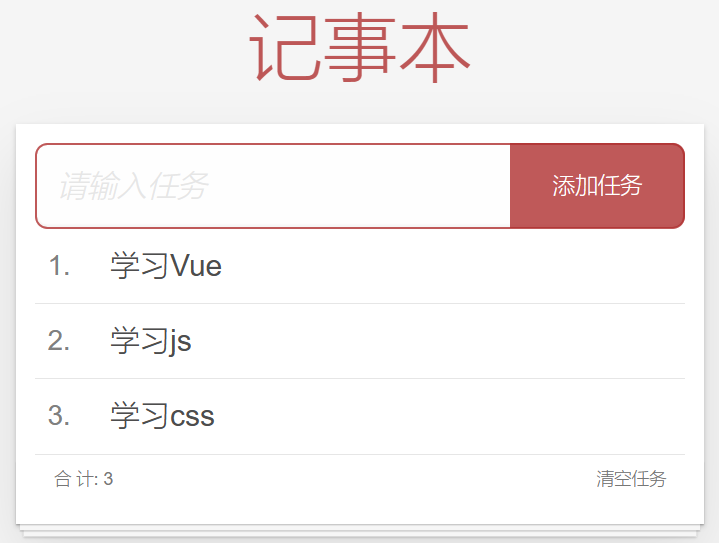 记事本
请输入任务
添加任务
1. 学习Vue
2. 学习js
3. 学习css
合 计: 3
清空任务